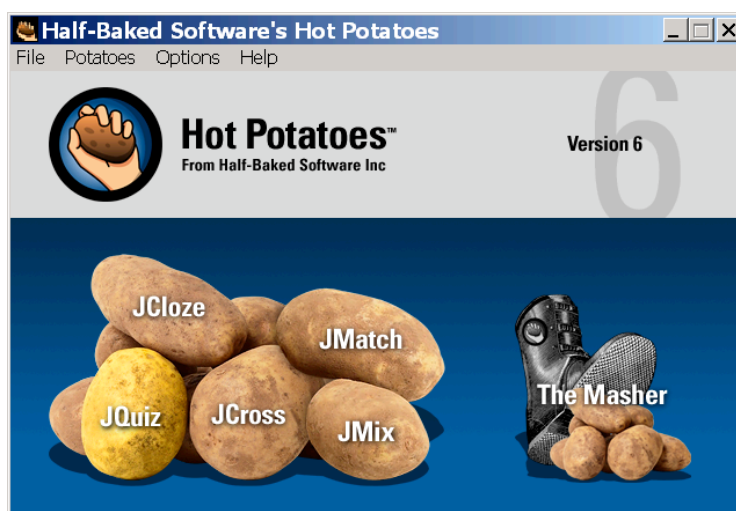 Half-Baked Software's Hot Potatoes
File Potatoes Options Help
Hot Potatoes™
From Half-Baked Software Inc
Version 6
6
JCloze
JMatch
JQuiz
JCross
JMix
The Masher